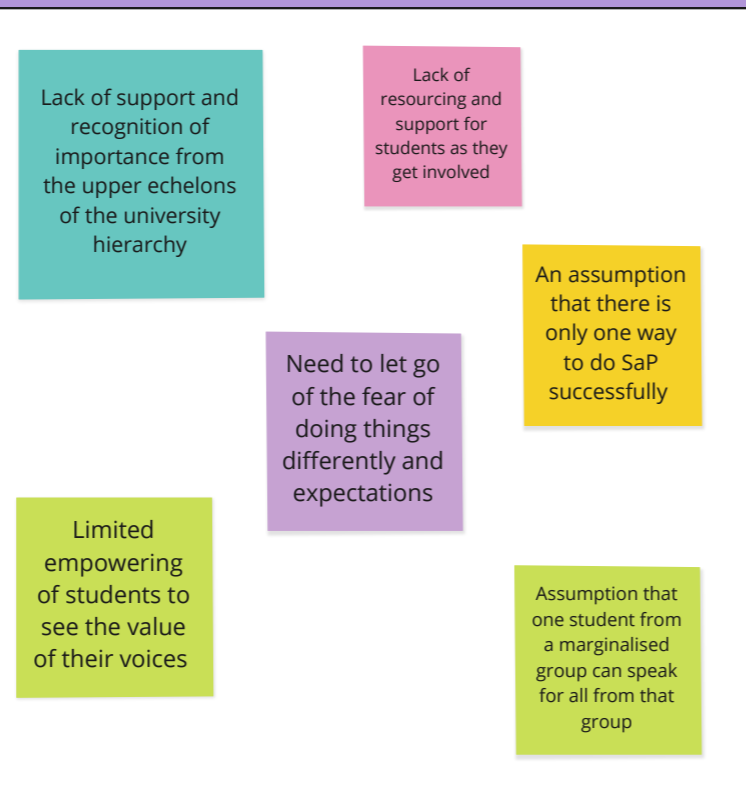 Lack of support and
recognition of
importance from
the upper echelons
of the university
hierarchy
Lack of
resourcing and
support for
students as they
get involved
An assumption
that there is
only one way
to do SaP
successfully
Need to let go
of the fear of
doing things
differently and
expectations
Limited
empowering
of students to
see the value
of their voices
Assumption that
one student from
a marginalised
group can speak
for all from that
group